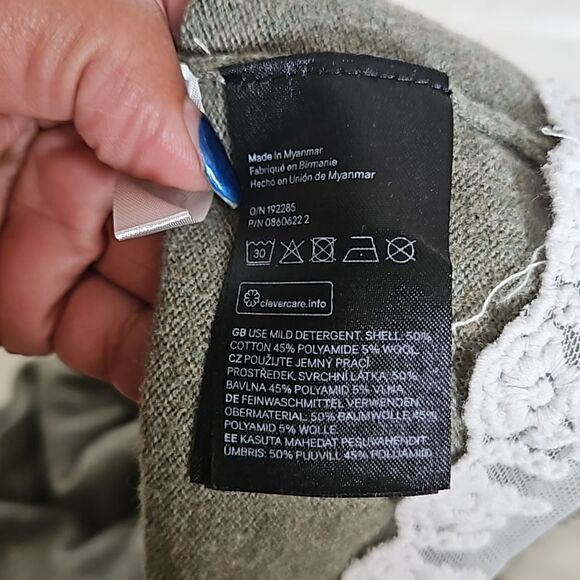 Made in Myanmar
Fabriqué en Birmanie
Hecho en Unión de Myanmar
O/N 192285
P/N 0860622 2
30
clevercare.info
GB USE MILD DETERGENT. SHELL: 50%
COTTON 45% POLYAMIDE 5% WOOL.
CZ POUŽIJTE JEMNÝ PRACÍ
PROSTŘEDEK. SVRCHNÍ LÁTKA: 50%
BAVLNA 45% POLYAMID 5% VLNA.
DE FEINWASCHMITTEL VERWENDEN.
OBERMATERIAL: 50% BAUMWOLLE 45%
POLYAMID 5% WOLLE.
EE KASUTA MAHEDAT PESUVAHENDIT.
ÜMBRIS: 50% PUUVILL 45% POLÜAMIID